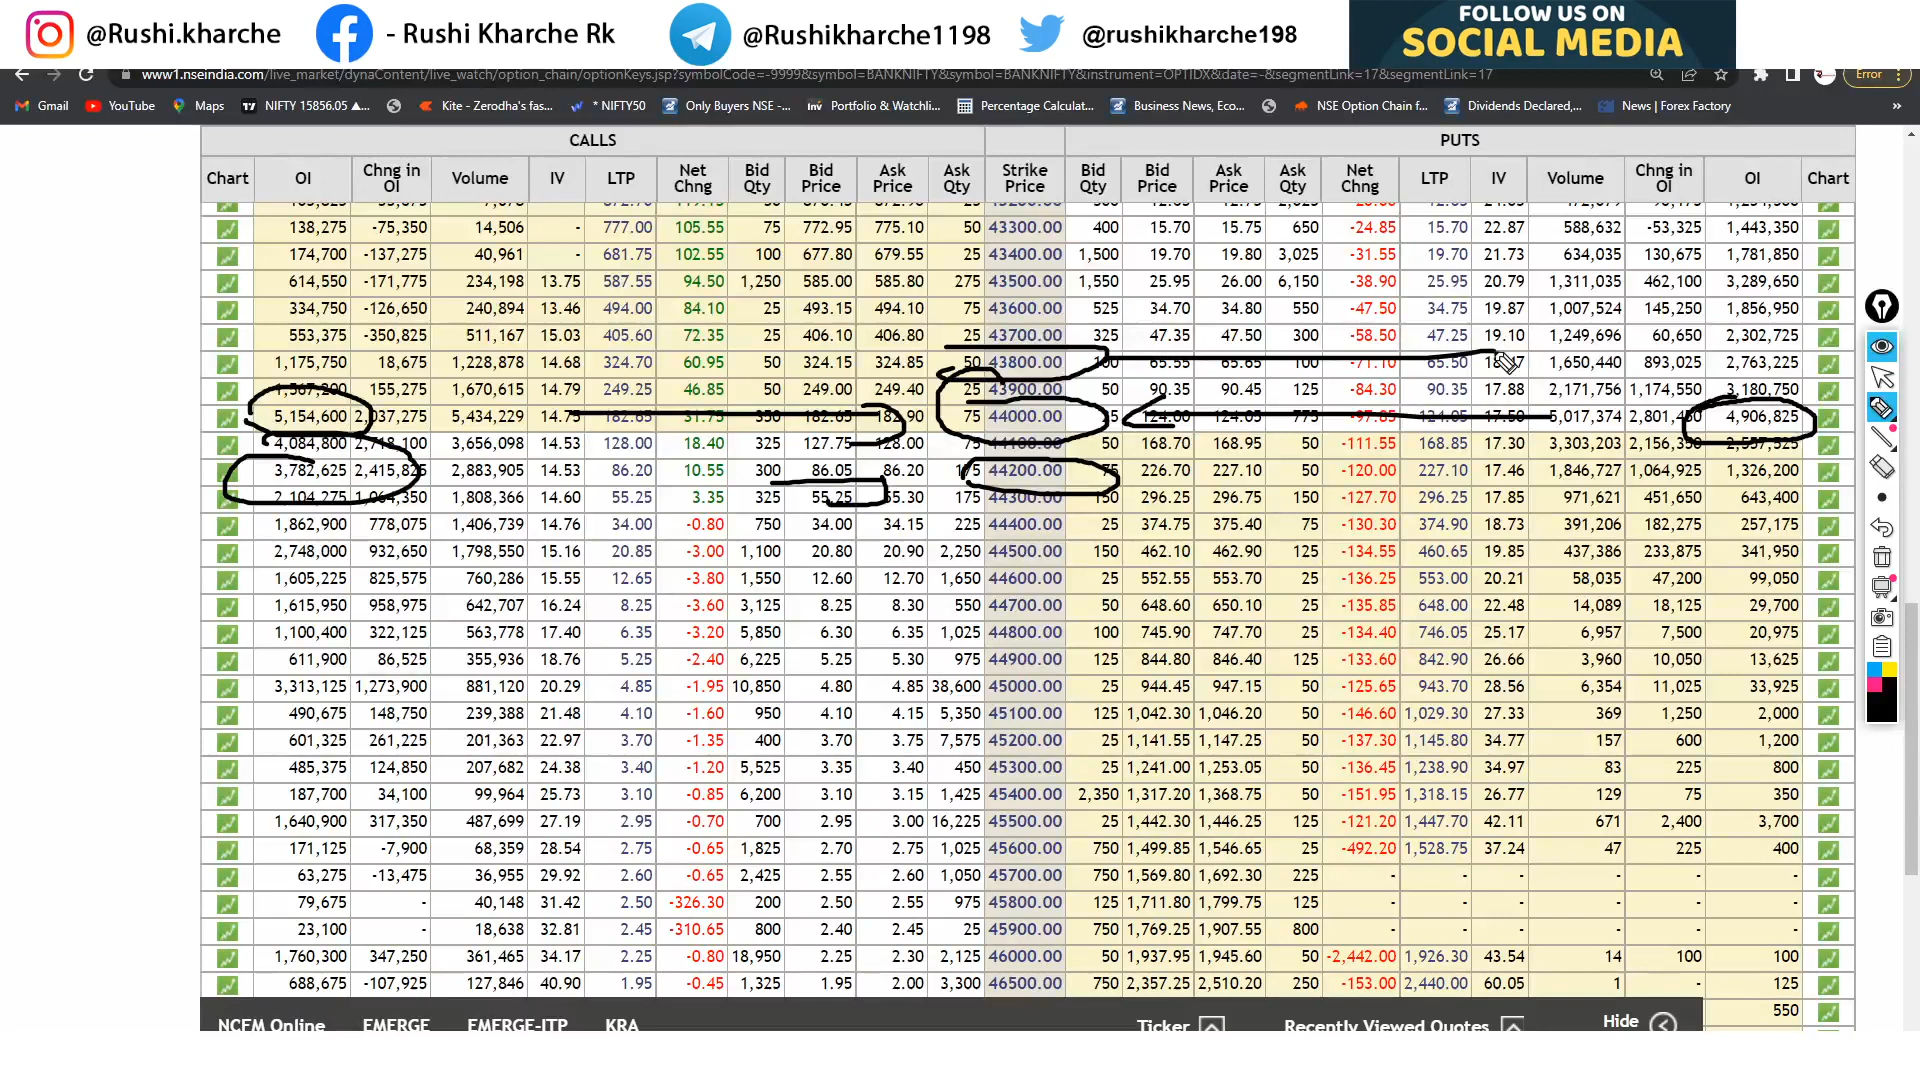 @Rushi.kharche - Rushi Kharche Rk @Rushikharche1198 @rushikharche198 FOLLOW US ON
SOCIAL MEDIA
www1.nseindia.com/live_market/dynaContent/live_watch/option_chain/optionKeys.jsp?symbolCode=-9999&symbol=BANKNIFTY&symbol=BANKNIFTY&instrument=OPTIDX&date=-&segmentLink=17&segmentLink=17 Error
Gmail YouTube Maps NIFTY 15856.05 ▲... Kite - Zerodha's fas... * NIFTY50 Only Buyers NSE -... Portfolio & Watchli... Percentage Calculat... Business News, Eco... NSE Option Chain f... Dividends Declared,... News | Forex Factory »
CALLS PUTS
Chart OI Chng in OI Volume IV LTP Net Chng Bid Qty Bid Price Ask Price Ask Qty Strike Price Bid Qty Bid Price Ask Price Ask Qty Net Chng LTP IV Volume Chng in OI OI Chart
138,275 -75,350 14,506 - 777.00 105.55 75 772.95 775.10 50 43300.00 400 15.70 15.75 650 -24.85 15.70 22.87 588,632 -53,325 1,443,350
174,700 -137,275 40,961 - 681.75 102.55 100 677.80 679.55 25 43400.00 1,500 19.70 19.80 3,025 -31.55 19.70 21.73 634,035 130,675 1,781,850
614,550 -171,775 234,198 13.75 587.55 94.50 1,250 585.00 585.80 275 43500.00 1,550 25.95 26.00 6,150 -38.90 25.95 20.79 1,311,035 462,100 3,289,650
334,750 -126,650 240,894 13.46 494.00 84.10 25 493.15 494.10 75 43600.00 525 34.70 34.80 550 -47.50 34.75 19.87 1,007,524 145,250 1,856,950
553,375 -350,825 511,167 15.03 405.60 72.35 25 406.10 406.80 25 43700.00 325 47.35 47.50 300 -58.50 47.25 19.10 1,249,696 60,650 2,302,725
1,175,750 18,675 1,228,878 14.68 324.70 60.95 50 324.15 324.85 50 43800.00 65.55 65.65 100 -71.10 65.50 1,650,440 893,025 2,763,225
1,567,200 155,275 1,670,615 14.79 249.25 46.85 50 249.00 249.40 25 43900.00 50 90.35 90.45 125 -84.30 90.35 17.88 2,171,756 1,174,550 3,180,750
5,154,600 2,037,275 5,434,229 14.75 182.65 31.75 350 182.65 182.90 75 44000.00 124.00 124.05 775 -97.85 124.05 17.50 5,017,374 4,906,825
4,084,800 2,718,100 3,656,098 14.53 128.00 18.40 325 127.75 128.00 75 44100.00 50 168.70 168.95 50 -111.55 168.85 17.30 3,303,203 2,557,525
3,782,625 2,415,825 2,883,905 14.53 86.20 10.55 300 86.05 86.20 44200.00 75 226.70 227.10 50 -120.00 227.10 17.46 1,846,727 1,064,925 1,326,200
2,104,275 1,064,350 1,808,366 14.60 55.25 3.35 325 55.25 55.30 175 44300.00 150 296.25 296.75 150 -127.70 296.25 17.85 971,621 451,650 643,400
1,862,900 778,075 1,406,739 14.76 34.00 -0.80 750 34.00 34.15 225 44400.00 25 374.75 375.40 75 -130.30 374.90 18.73 391,206 182,275 257,175
2,748,000 932,650 1,798,550 15.16 20.85 -3.00 1,100 20.80 20.90 2,250 44500.00 150 462.10 462.90 125 -134.55 460.65 19.85 437,386 233,875 341,950
1,605,225 825,575 760,286 15.55 12.65 -3.80 1,550 12.60 12.70 1,650 44600.00 25 552.55 553.70 25 -136.25 553.00 20.21 58,035 47,200 99,050
1,615,950 958,975 642,707 16.24 8.25 -3.60 3,125 8.25 8.30 550 44700.00 50 648.60 650.10 25 -135.85 648.00 22.48 14,089 18,125 29,700
1,100,400 322,125 563,778 17.40 6.35 -3.20 5,850 6.30 6.35 1,025 44800.00 100 745.90 747.70 25 -134.40 746.05 25.17 6,957 7,500 20,975
611,900 86,525 355,936 18.76 5.25 -2.40 6,225 5.25 5.30 975 44900.00 125 844.80 846.40 125 -133.60 842.90 26.66 3,960 10,050 13,625
3,313,125 1,273,900 881,120 20.29 4.85 -1.95 10,850 4.80 4.85 38,600 45000.00 25 944.45 947.15 50 -125.65 943.70 28.56 6,354 11,025 33,925
490,675 148,750 239,388 21.48 4.10 -1.60 950 4.10 4.15 5,350 45100.00 125 1,042.30 1,046.20 50 -146.60 1,029.30 27.33 369 1,250 2,000
601,325 261,225 201,363 22.97 3.70 -1.35 400 3.70 3.75 7,575 45200.00 25 1,141.55 1,147.25 50 -137.30 1,145.80 34.77 157 600 1,200
485,375 124,850 207,682 24.38 3.40 -1.20 5,525 3.35 3.40 450 45300.00 25 1,241.00 1,253.05 50 -136.45 1,238.90 34.97 83 225 800
187,700 34,100 99,964 25.73 3.10 -0.85 6,200 3.10 3.15 1,425 45400.00 2,350 1,317.20 1,368.75 50 -151.95 1,318.15 26.77 129 75 350
1,640,900 317,350 487,699 27.19 2.95 -0.70 700 2.95 3.00 16,225 45500.00 25 1,442.30 1,446.25 125 -121.20 1,447.70 42.11 671 2,400 3,700
171,125 -7,900 68,359 28.54 2.75 -0.65 1,825 2.70 2.75 1,025 45600.00 750 1,499.85 1,546.65 25 -492.20 1,528.75 37.24 47 225 400
63,275 -13,475 36,955 29.92 2.60 -0.65 2,425 2.55 2.60 1,050 45700.00 750 1,569.80 1,692.30 225 - - - - - -
79,675 - 40,148 31.42 2.50 -326.30 200 2.50 2.55 975 45800.00 125 1,711.80 1,799.75 125 - - - - - -
23,100 - 18,638 32.81 2.45 -310.65 800 2.40 2.45 25 45900.00 750 1,769.25 1,907.55 800 - - - - - -
1,760,300 347,250 361,465 34.17 2.25 -0.80 18,950 2.25 2.30 2,125 46000.00 50 1,937.95 1,945.60 50 -2,442.00 1,926.30 43.54 14 100 100
688,675 -107,925 127,846 40.90 1.95 -0.45 1,325 1.95 2.00 3,300 46500.00 750 2,357.25 2,510.20 250 -153.00 2,440.00 60.05 1 - 125
550
NCFM Online EMERGE EMERGE-ITP KRA Ticker Recently Viewed Quotes Hide